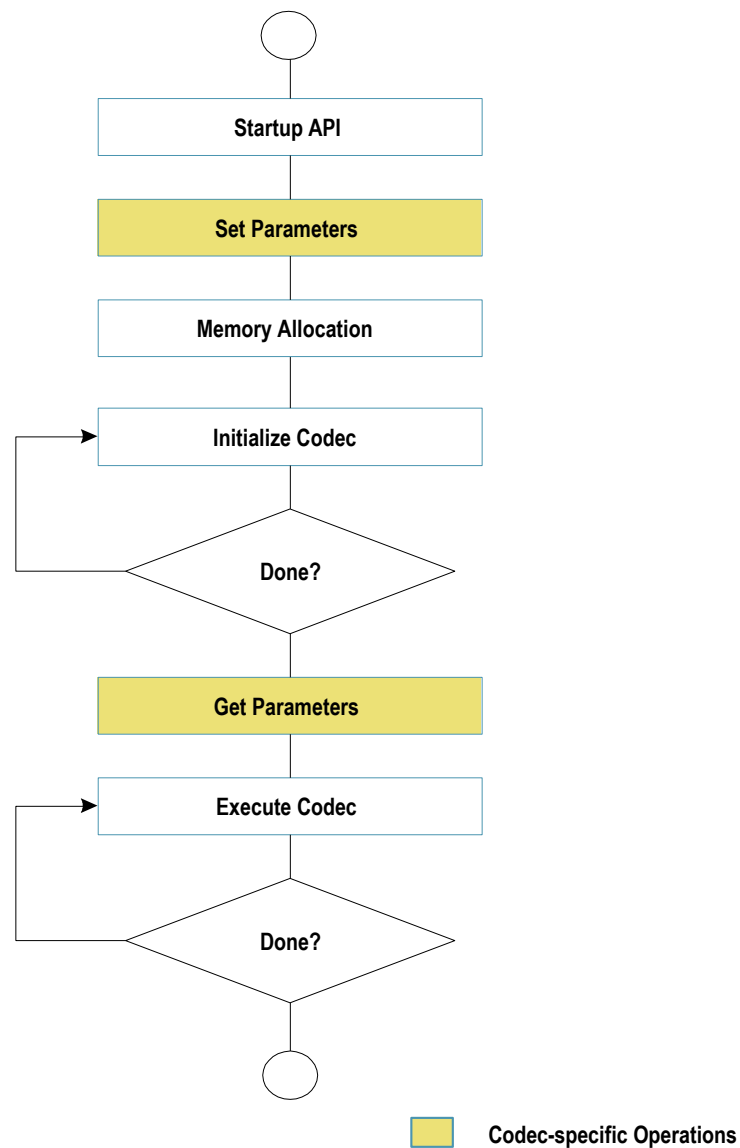 Startup API
Set Parameters
Memory Allocation
Initialize Codec
Done?
Get Parameters
Execute Codec
Done?
Codec-specific Operations